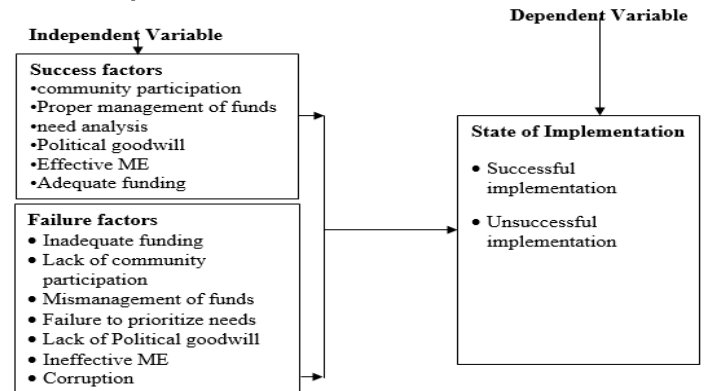 Dependent Variable
Independent Variable
Success factors
•community participation
•Proper management of funds
•need analysis
•Political goodwill
•Effective ME
•Adequate funding
Failure factors
• Inadequate funding
• Lack of community
participation
• Mismanagement of funds
• Failure to prioritize needs
• Lack of Political goodwill
• Ineffective ME
• Corruption
State of Implementation
• Successful
implementation
• Unsuccessful
implementation